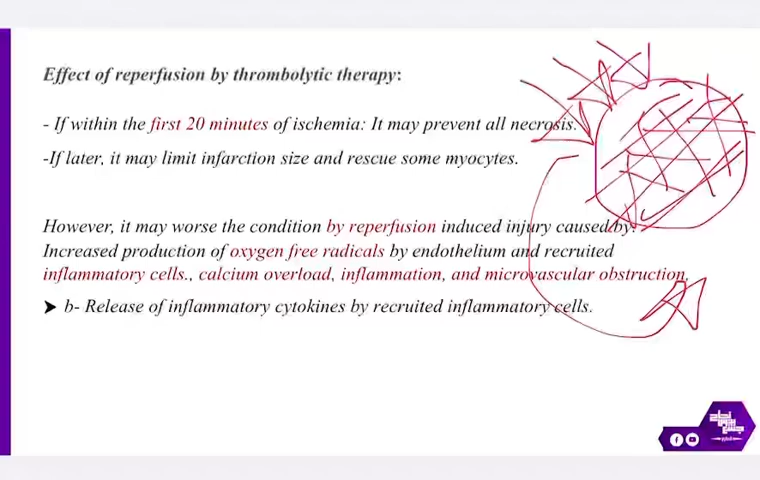 Effect of reperfusion by thrombolytic therapy:
- If within the first 20 minutes of ischemia: It may prevent all necrosis.
-If later, it may limit infarction size and rescue some myocytes.
However, it may worse the condition by reperfusion induced injury caused by:
Increased production of oxygen free radicals by endothelium and recruited
inflammatory cells., calcium overload, inflammation, and microvascular obstruction.
➤ b- Release of inflammatory cytokines by recruited inflammatory cells.